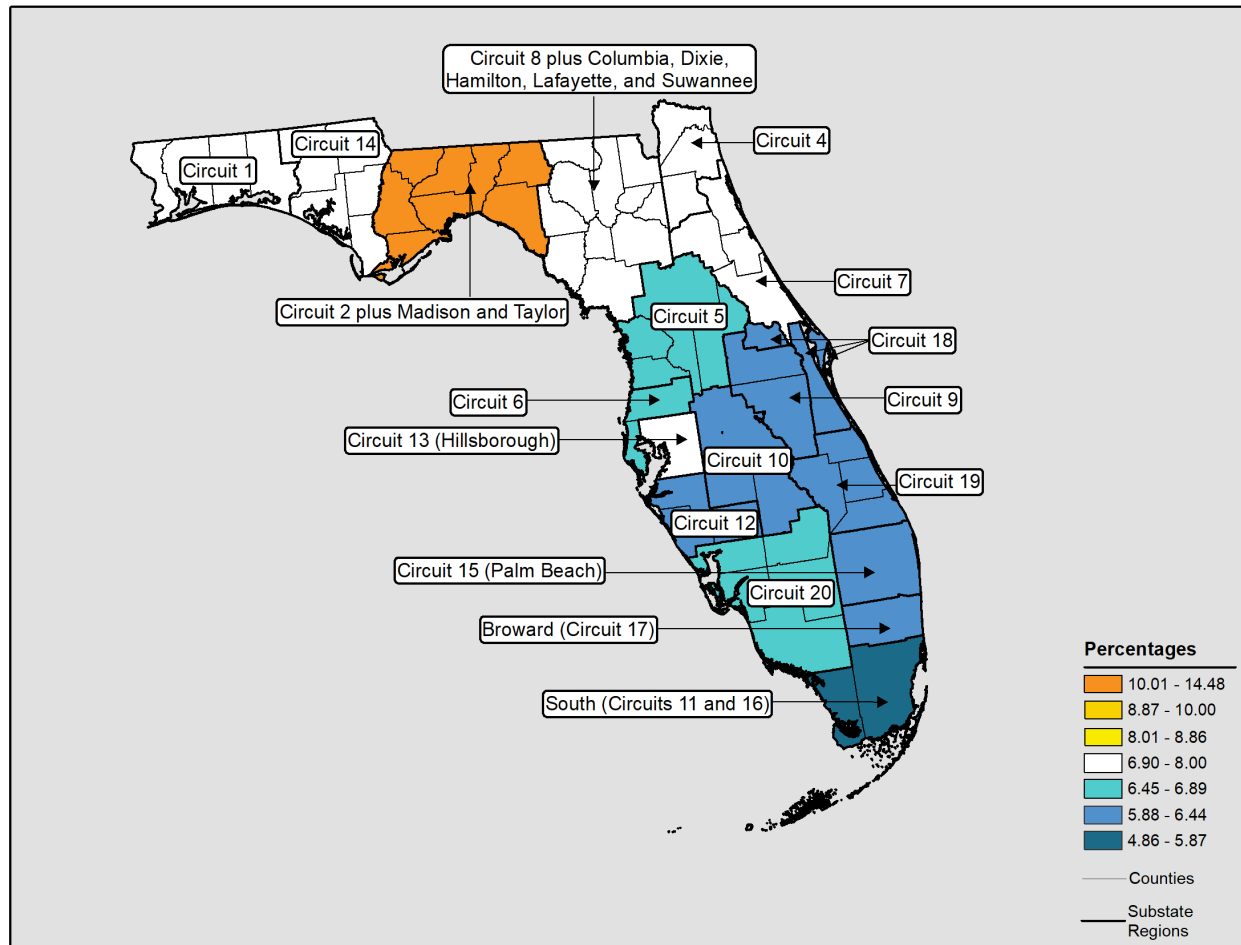 Circuit 8 plus Columbia, Dixie,
Hamilton, Lafayette, and Suwannee
Circuit 4
Circuit 14
Circuit 1
Circuit 7
Circuit 2 plus Madison and Taylor
Circuit 5
Circuit 18
Circuit 6
Circuit 9
Circuit 13 (Hillsborough)
Circuit 10
Circuit 19
Circuit 12
Circuit 15 (Palm Beach)
Circuit 20
Broward (Circuit 17)
South (Circuits 11 and 16)
Percentages
10.01 - 14.48
8.87 - 10.00
8.01 - 8.86
6.90 - 8.00
6.45 - 6.89
5.88 - 6.44
4.86 - 5.87
Counties
Substate
Regions